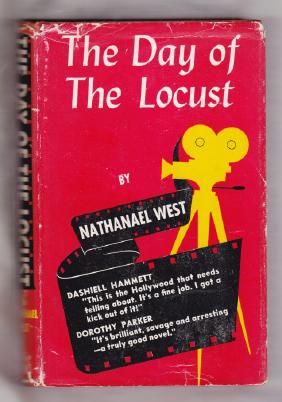 The Day of
The Locust
BY
NATHANAEL WEST
DASHIELL HAMMETT
"This is the Hollywood that needs
telling about. It's a fine job. I got a
kick out of it!"
DOROTHY PARKER
"It's brilliant, savage and arresting
—a truly good novel."
THE DAY OF THE LOCUST